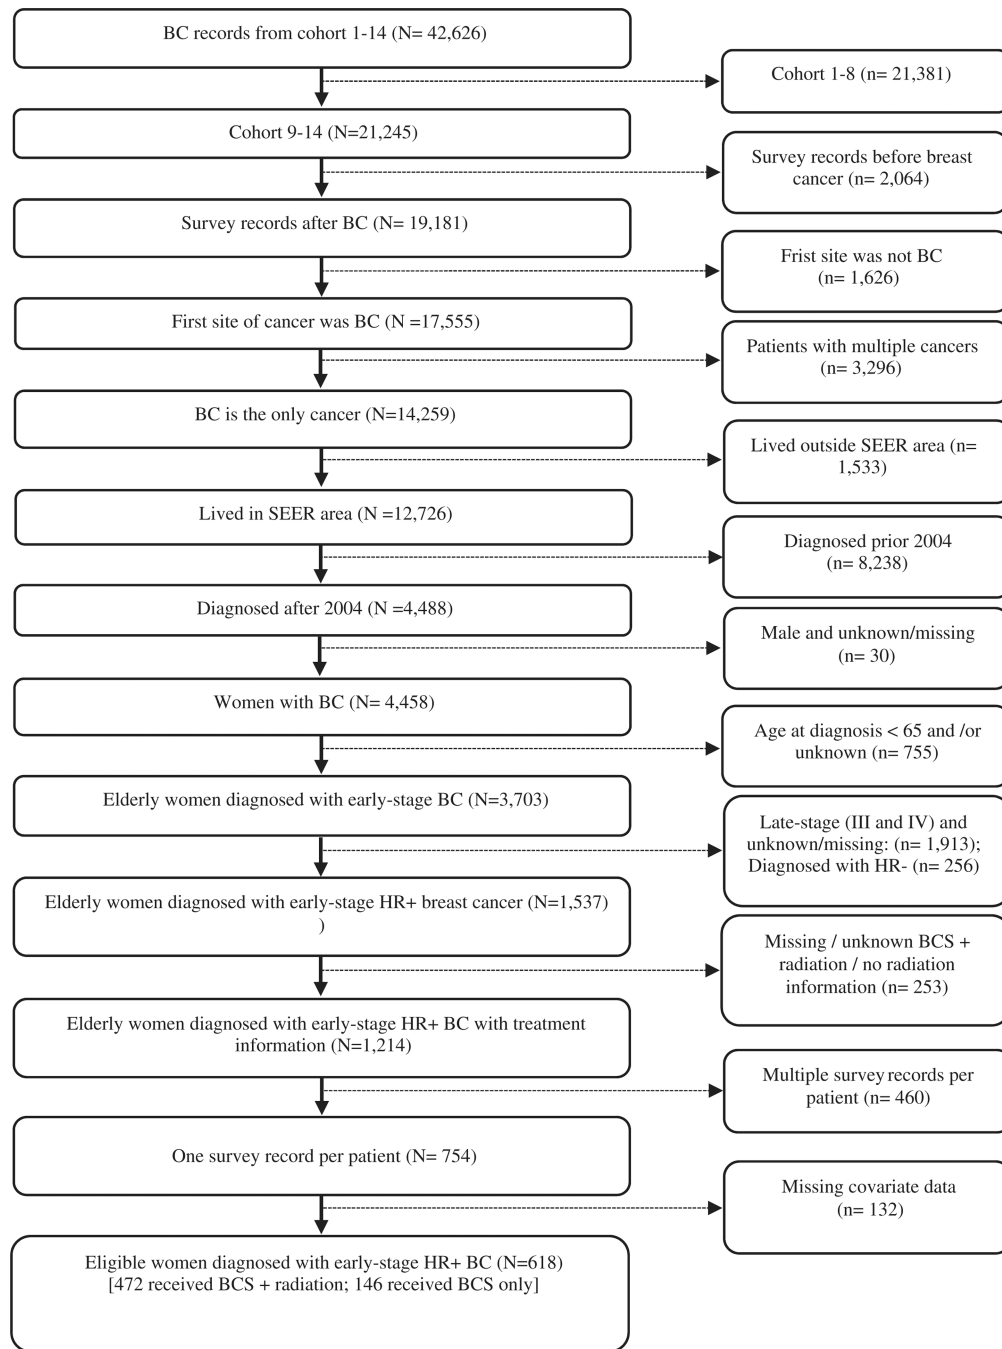 BC records from cohort 1-14 (N= 42,626)
Cohort 1-8 (n= 21,381)
Cohort 9-14 (N=21,245)
Survey records before breast
cancer (n= 2,064)
Survey records after BC (N= 19,181)
Frist site was not BC
(n= 1,626)
First site of cancer was BC (N =17,555)
Patients with multiple cancers
(n= 3,296)
BC is the only cancer (N=14,259)
Lived outside SEER area (n=
1,533)
Lived in SEER area (N =12,726)
Diagnosed prior 2004
(n= 8,238)
Diagnosed after 2004 (N =4,488)
Male and unknown/missing
(n= 30)
Women with BC (N= 4,458)
Age at diagnosis < 65 and /or
unknown (n= 755)
Elderly women diagnosed with early-stage BC (N=3,703)
Late-stage (III and IV) and
unknown/missing: (n= 1,913);
Diagnosed with HR- (n= 256)
Elderly women diagnosed with early-stage HR+ breast cancer (N=1,537)
)
Missing / unknown BCS +
radiation / no radiation
information (n= 253)
Elderly women diagnosed with early-stage HR+ BC with treatment
information (N=1,214)
Multiple survey records per
patient (n= 460)
One survey record per patient (N= 754)
Missing covariate data
(n= 132)
Eligible women diagnosed with early-stage HR+ BC (N=618)
[472 received BCS + radiation; 146 received BCS only]